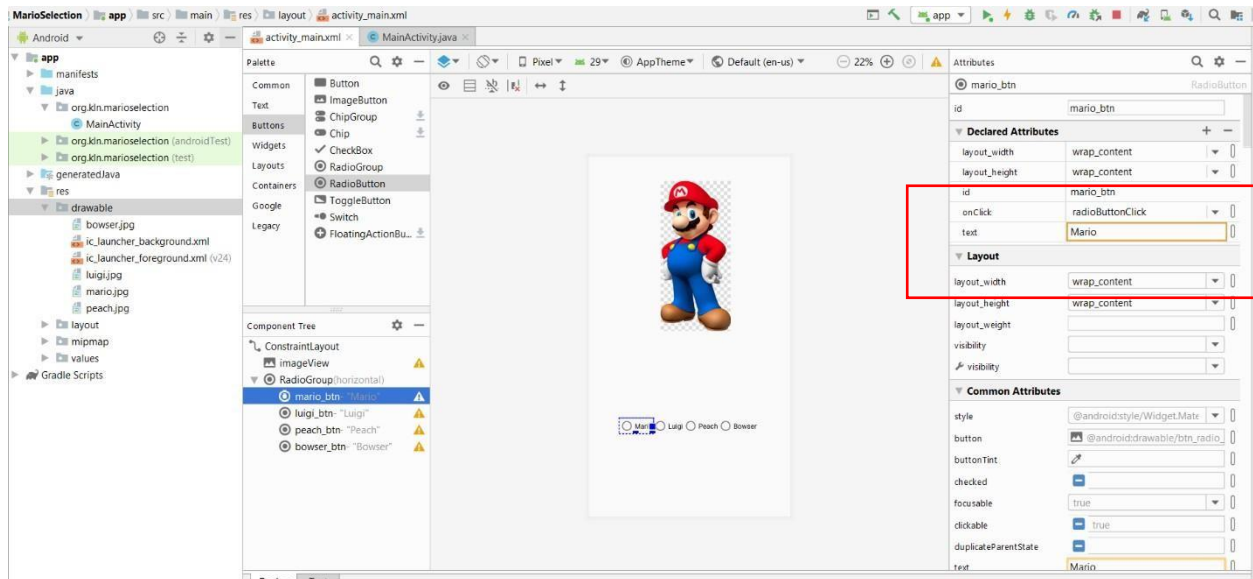 MarioSelection app src main res layout activity_main.xml
app
Android
activity_main.xml
MainActivity.java
app
manifests
java
org.kln.marioselection
MainActivity
org.kln.marioselection (androidTest)
org.kln.marioselection (test)
generatedJava
res
drawable
bowser.jpg
ic_launcher_background.xml
ic_launcher_foreground.xml (v24)
luigi.jpg
mario.jpg
peach.jpg
layout
mipmap
values
Gradle Scripts
Palette
Common
Text
Buttons
Widgets
Layouts
Containers
Google
Legacy
Button
ImageButton
ChipGroup
Chip
CheckBox
RadioGroup
RadioButton
ToggleButton
Switch
FloatingActionBu...
Component Tree
ConstraintLayout
imageView
RadioGroup(horizontal)
mario_btn- "Mario"
luigi_btn- "Luigi"
peach_btn- "Peach"
bowser_btn- "Bowser"
Pixel 29 AppTheme Default (en-us) 22%
Mari Luigi Peach Bowser
Attributes
mario_btn RadioButton
id mario_btn
Declared Attributes
layout_width wrap_content
layout_height wrap_content
id mario_btn
onClick radioButtonClick
text Mario
Layout
layout_width wrap_content
layout_height wrap_content
layout_weight
visibility
visibility
Common Attributes
style @android:style/Widget.Mate
button @android:drawable/btn_radio_
buttonTint
checked
focusable true
clickable true
duplicateParentState
text Mario